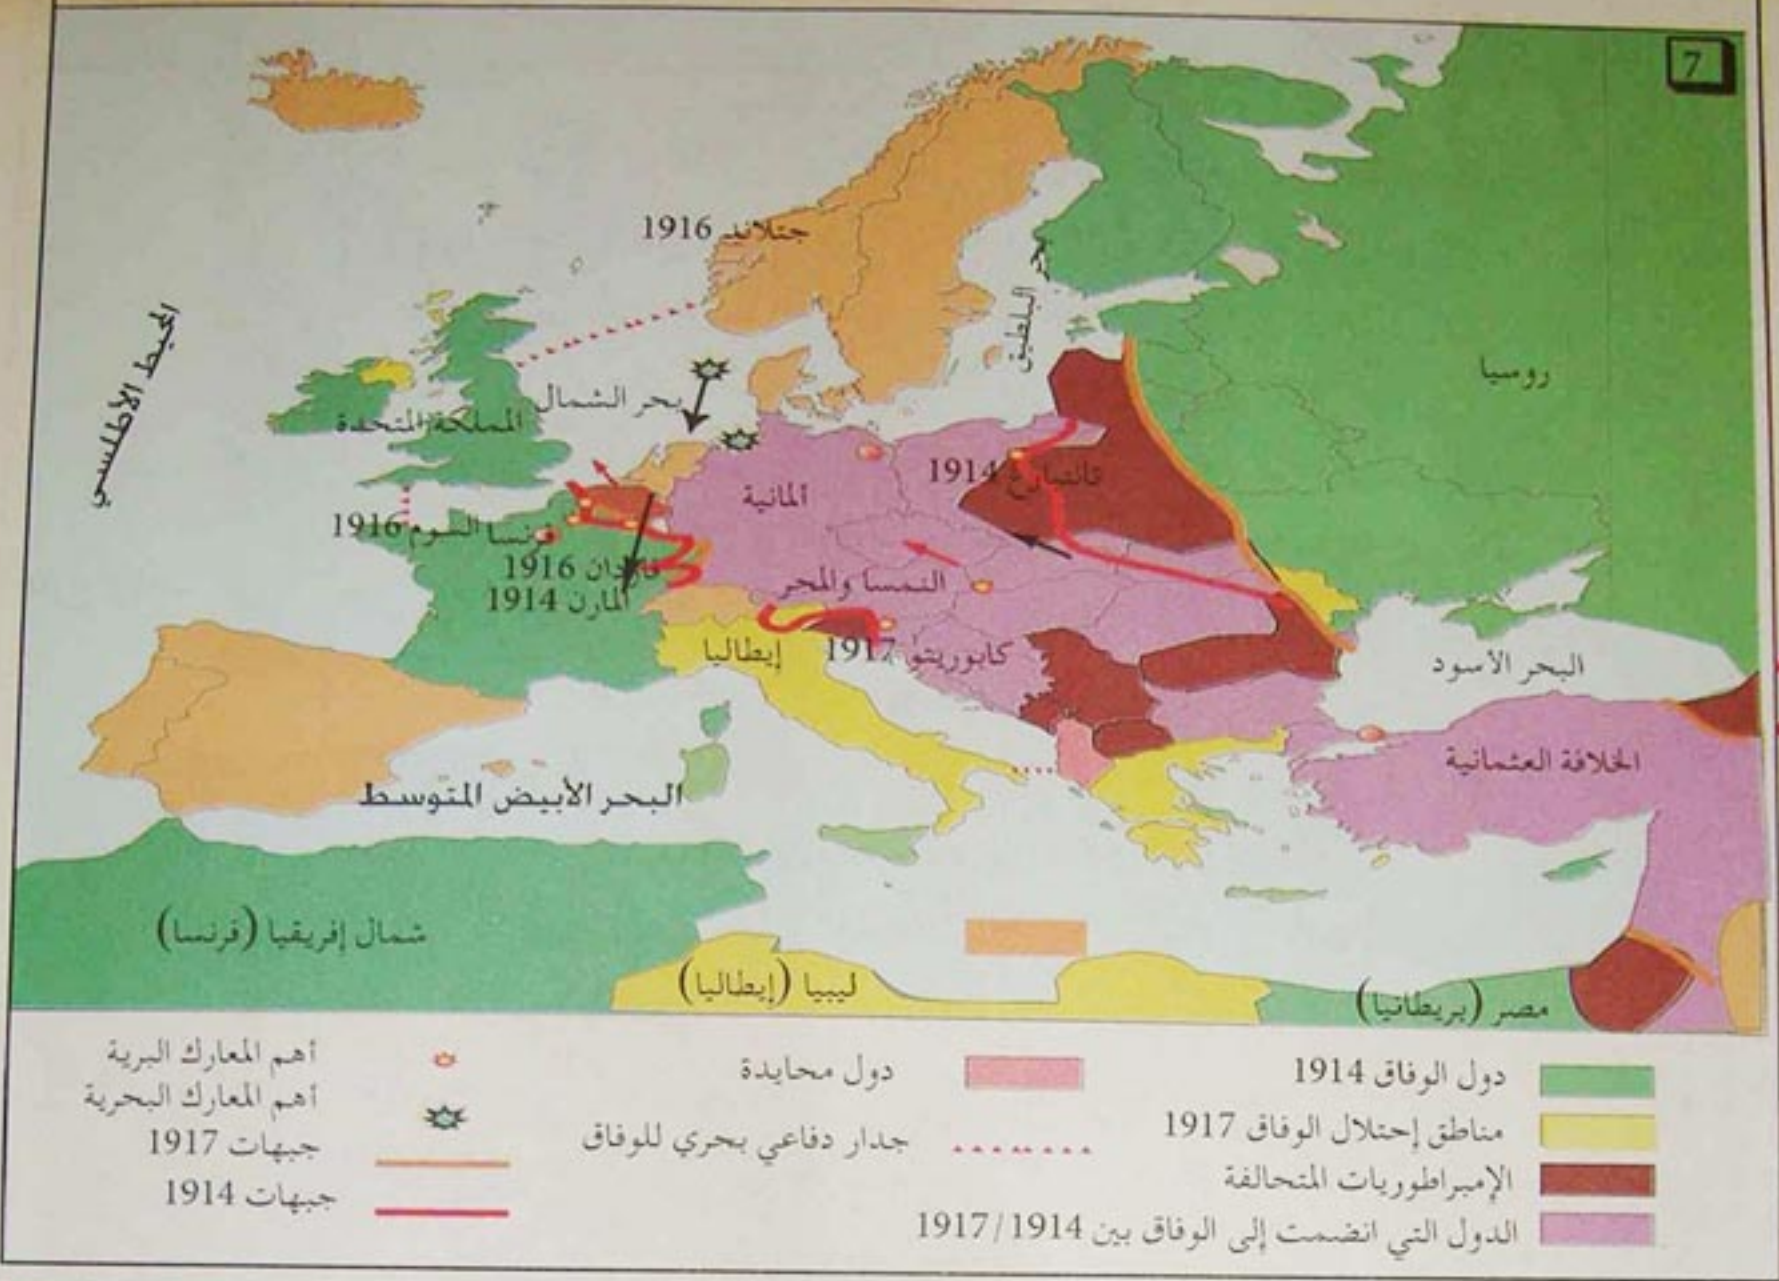 7
جتلاند 1916
بحر البلطيق
روسيا
المحيط الأطلسي
بحر الشمال
المملكة المتحدة
تانمبارغ 1914
ألمانية
فرنسا
السوم 1916
فاردان 1916
المارن 1914
النمسا والمجر
إيطاليا
كابوريتو 1917
البحر الأسود
الخلافة العثمانية
البحر الأبيض المتوسط
شمال إفريقيا (فرنسا)
ليبيا (إيطاليا)
مصر (بريطانيا)
دول الوفاق 1914
مناطق إحتلال الوفاق 1917
الإمبراطوريات المتحالفة
الدول التي انضمت إلى الوفاق بين 1917/1914
دول محايدة
جدار دفاعي بحري للوفاق
أهم المعارك البرية
أهم المعارك البحرية
جبهات 1917
جبهات 1914